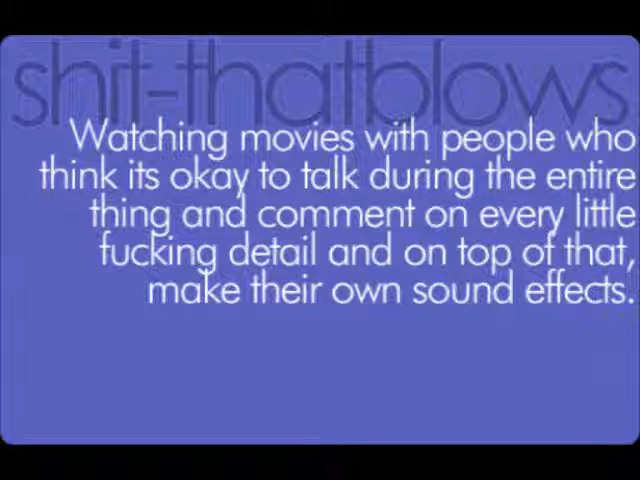 shit-thatblows
Watching movies with people who
think its okay to talk during the entire
thing and comment on every little
fucking detail and on top of that,
make their own sound effects.